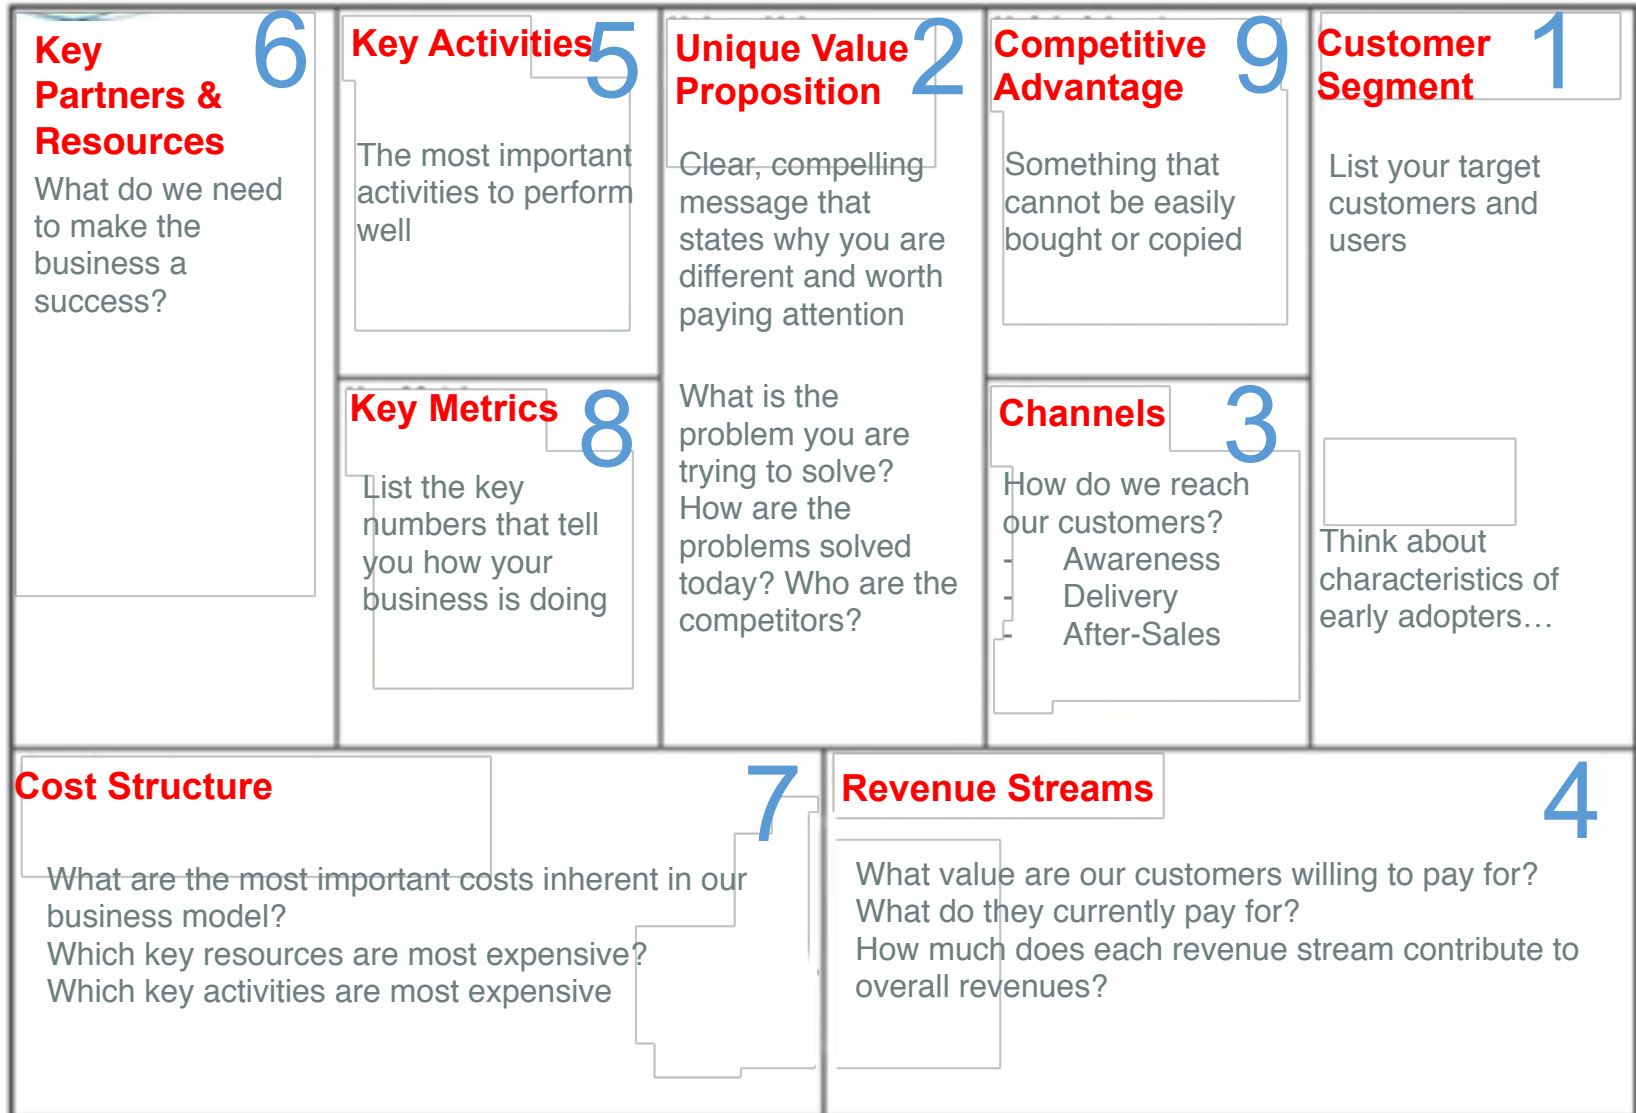 6
Key
Partners &
Resources
What do we need
to make the
business a
success?
Key Activities
5
The most important
activities to perform
well
Key Metrics
8
List the key
numbers that tell
you how your
business is doing
Unique Value
Proposition
2
Clear, compelling
message that
states why you are
different and worth
paying attention
What is the
problem you are
trying to solve?
How are the
problems solved
today? Who are the
competitors?
Competitive
Advantage
9
Something that
cannot be easily
bought or copied
Channels
3
How do we reach
our customers?
- Awareness
- Delivery
- After-Sales
Customer
Segment
1
List your target
customers and
users
Think about
characteristics of
early adopters…
Cost Structure
7
What are the most important costs inherent in our
business model?
Which key resources are most expensive?
Which key activities are most expensive
Revenue Streams
4
What value are our customers willing to pay for?
What do they currently pay for?
How much does each revenue stream contribute to
overall revenues?